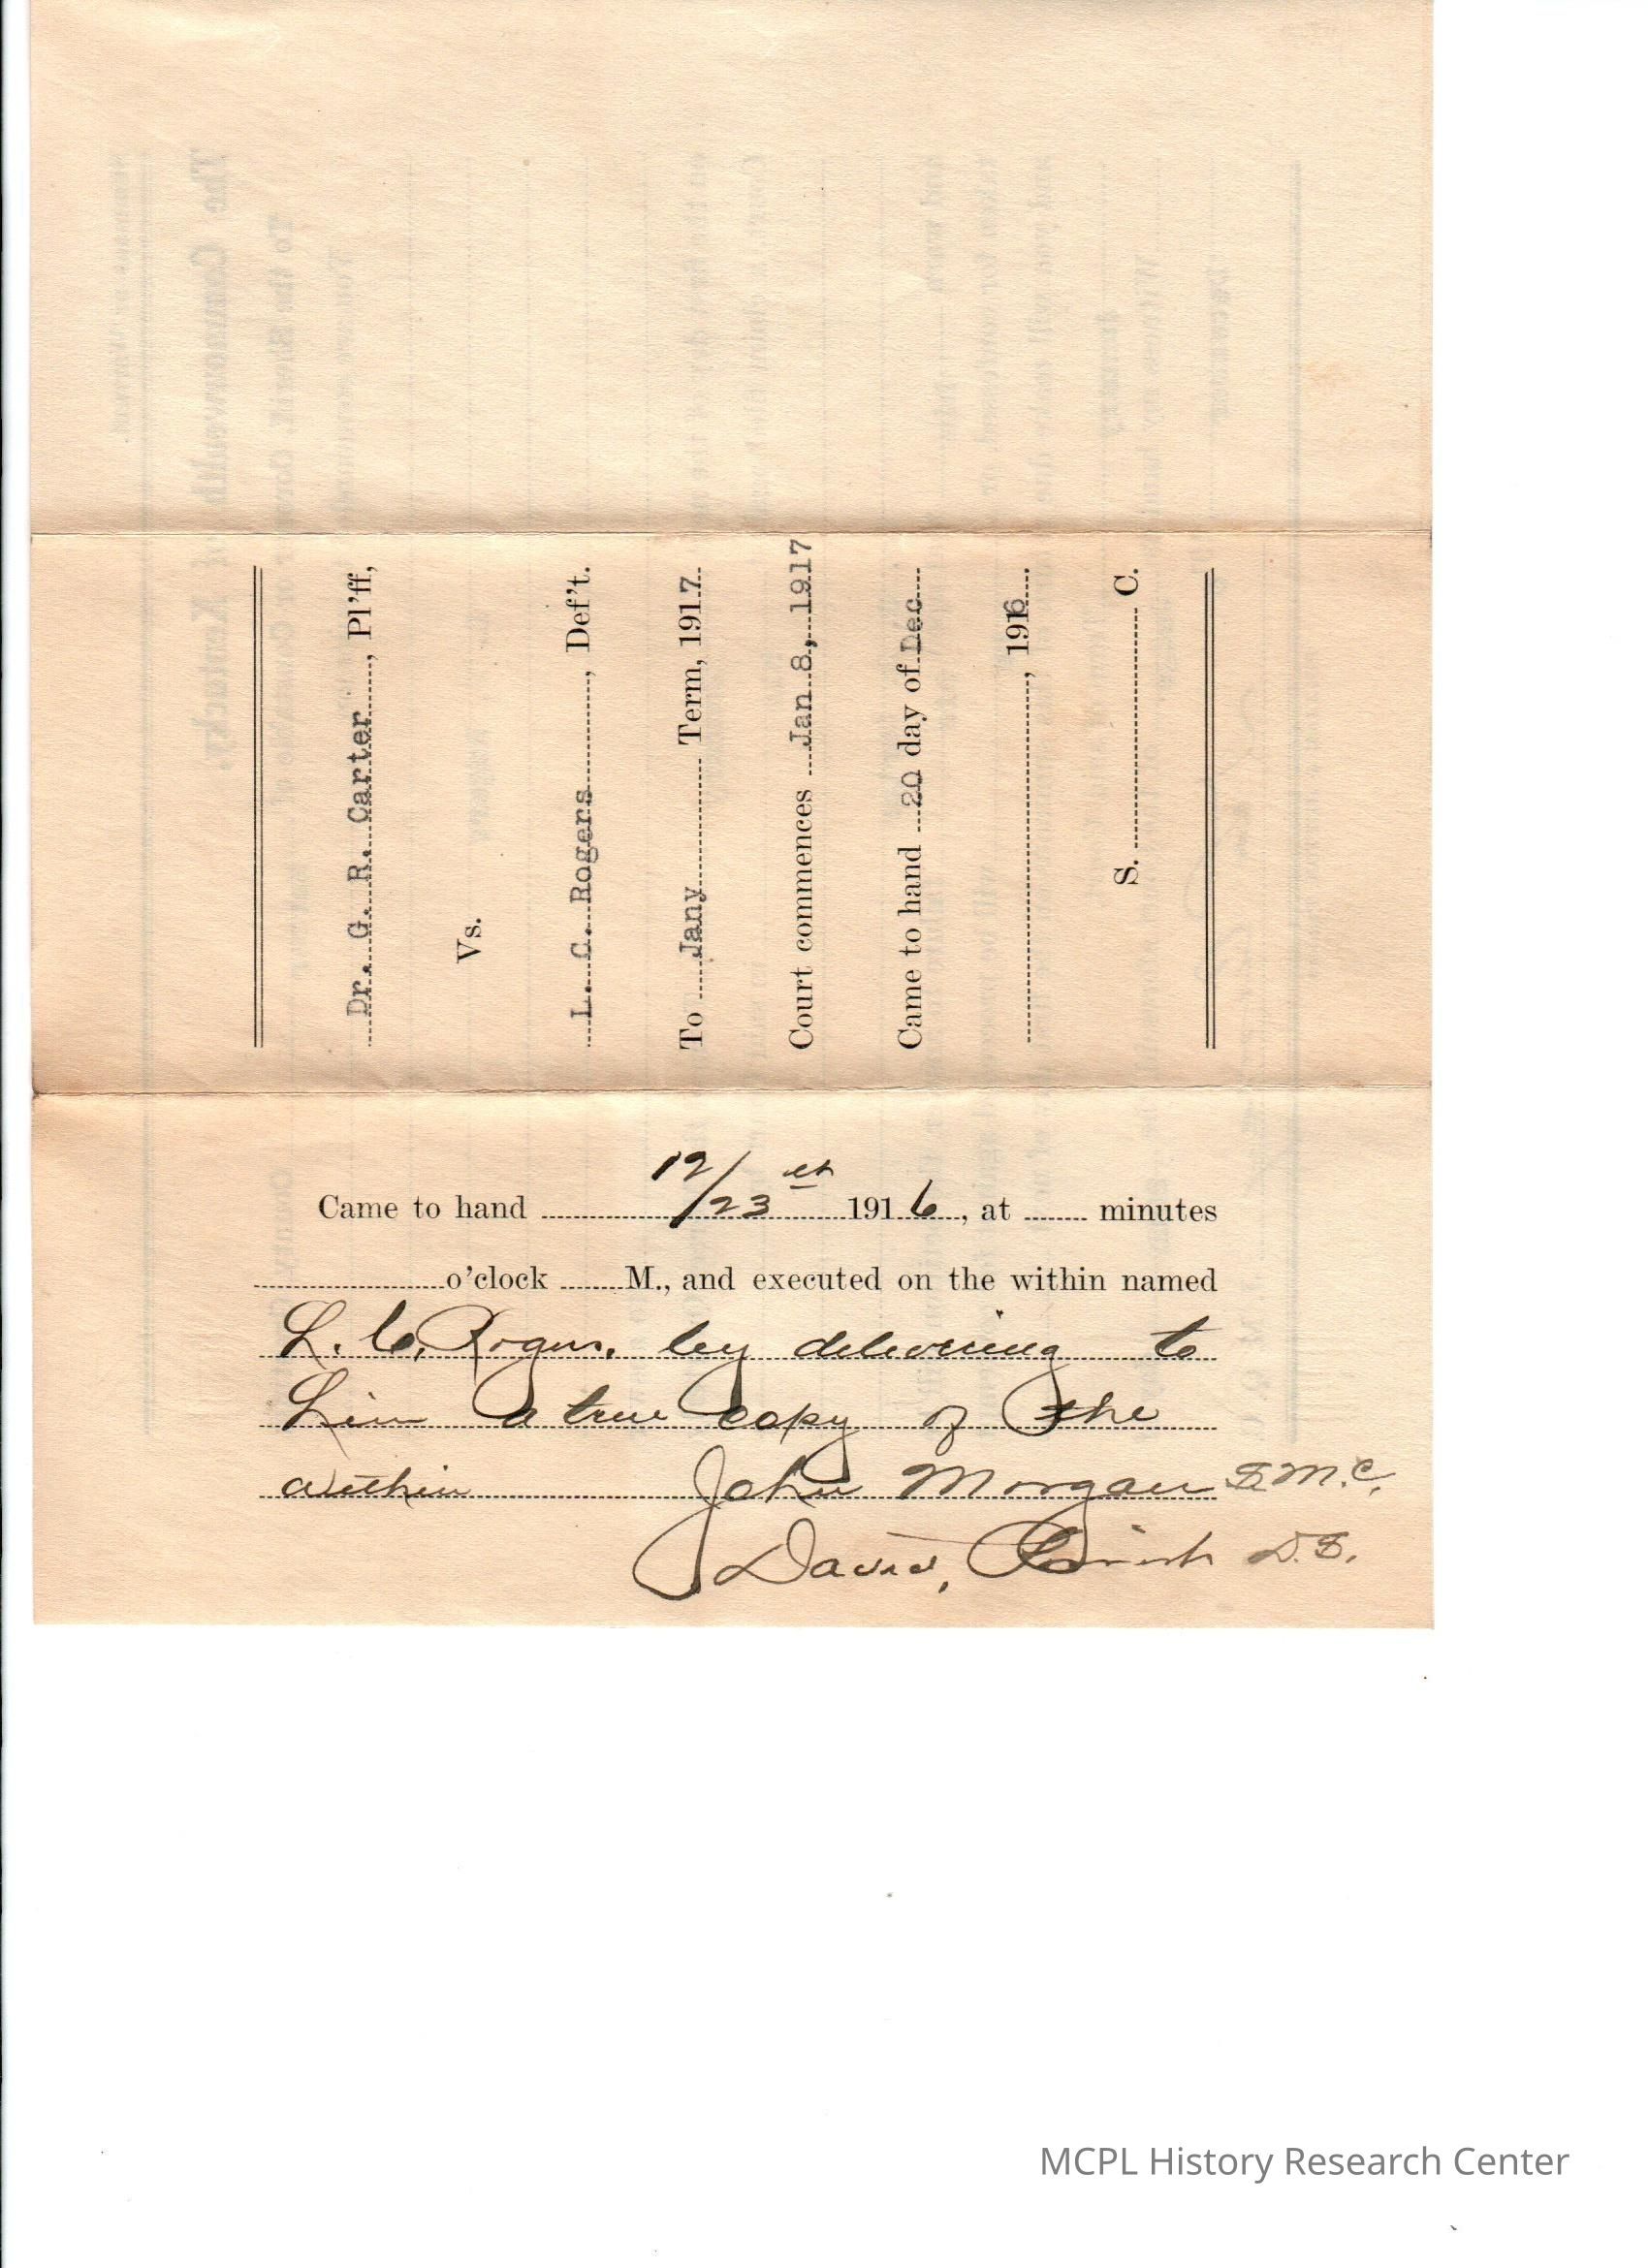 Dr. G. R. Carter, Pl'ff,
Vs.
L. C. Rogers, Def't.
To Jany Term, 1917
Court commences Jan 8, 1917
Came to hand 20 day of Dec
, 1916
S. C.
Came to hand 12/23 1916, at minutes
o'clock M., and executed on the within named
L. C. Rogers. by delivering to
him a true copy of the
within John Morgan S.M.C.
David, D.S.
MCPL History Research Center